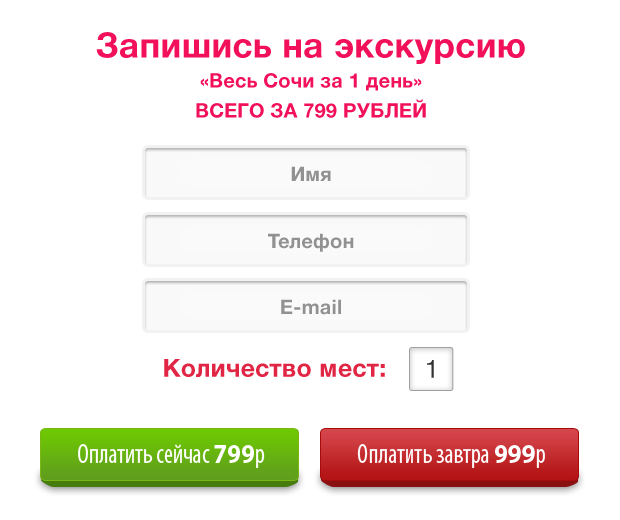 Запишись на экскурсию
«Весь Сочи за 1 день»
ВСЕГО ЗА 799 РУБЛЕЙ
Имя
Телефон
E-mail
Количество мест: 1
Оплатить сейчас 799р Оплатить завтра 999р